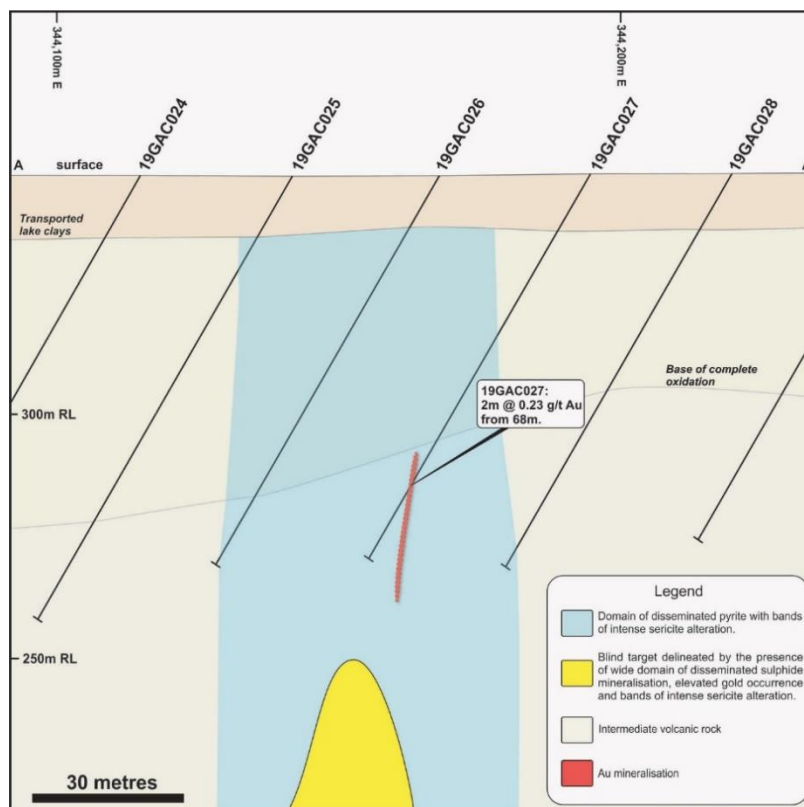 344,100m E
344,200m E
19GAC024
19GAC025
19GAC026
19GAC027
19GAC028
A
surface
A
Transported
lake clays
Base of complete
oxidation
19GAC027:
2m @ 0.23 g/t Au
from 68m.
300m RL
250m RL
30 metres
Legend
Domain of disseminated pyrite with bands
of intense sericite alteration.
Blind target delineated by the presence
of wide domain of disseminated sulphide
mineralisation, elevated gold occurrence
and bands of intense sericite alteration.
Intermediate volcanic rock
Au mineralisation